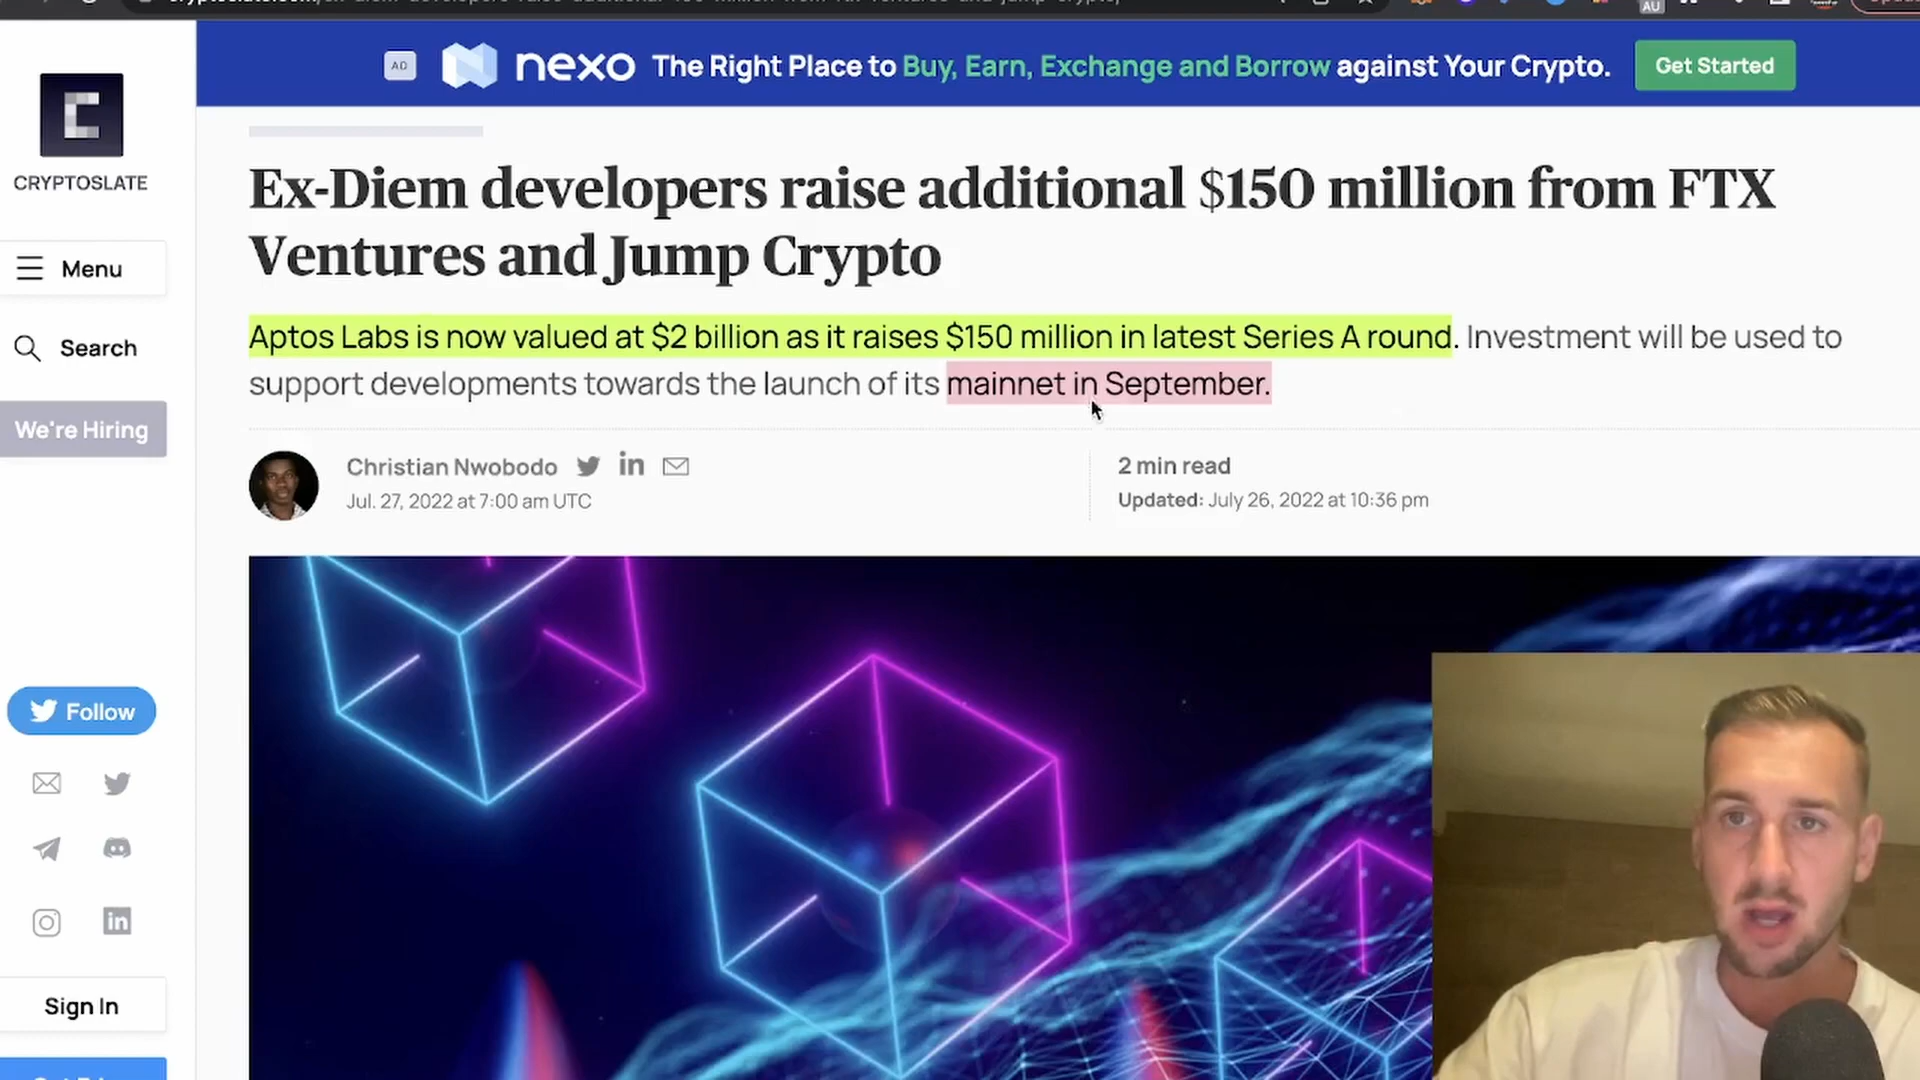 AU
AD
nexo The Right Place to Buy, Earn, Exchange and Borrow against Your Crypto. Get Started
CRYPTOSLATE
Menu
Search
We're Hiring
Follow
Sign In
Ex-Diem developers raise additional $150 million from FTX
Ventures and Jump Crypto
Aptos Labs is now valued at $2 billion as it raises $150 million in latest Series A round. Investment will be used to
support developments towards the launch of its mainnet in September.
Christian Nwobodo
Jul. 27, 2022 at 7:00 am UTC
2 min read
Updated: July 26, 2022 at 10:36 pm